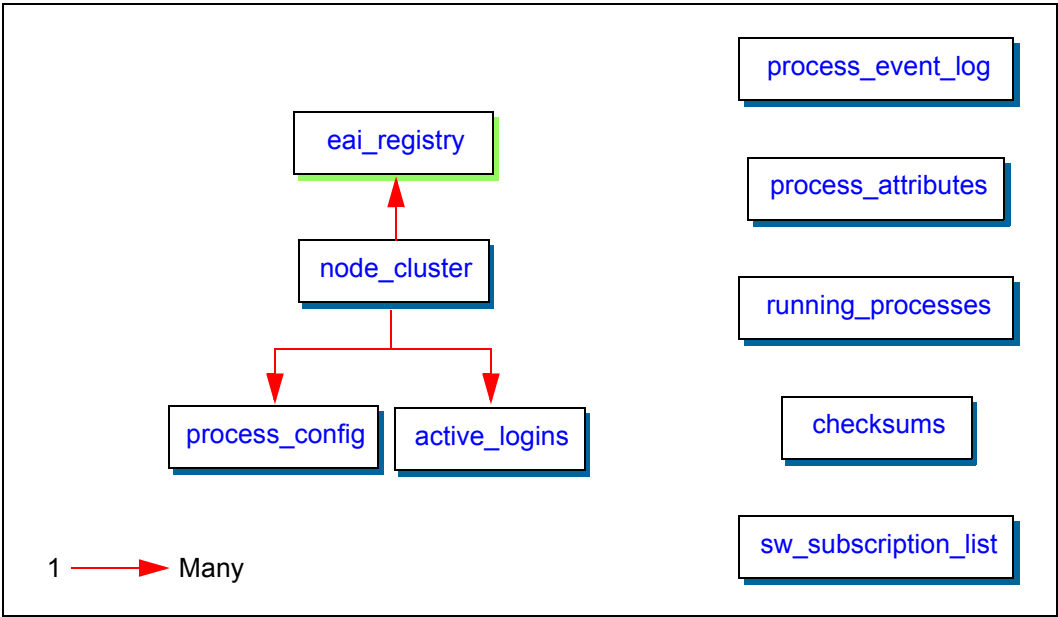 process_event_log
eai_registry
process_attributes
node_cluster
running_processes
process_config
active_logins
checksums
sw_subscription_list
1 Many